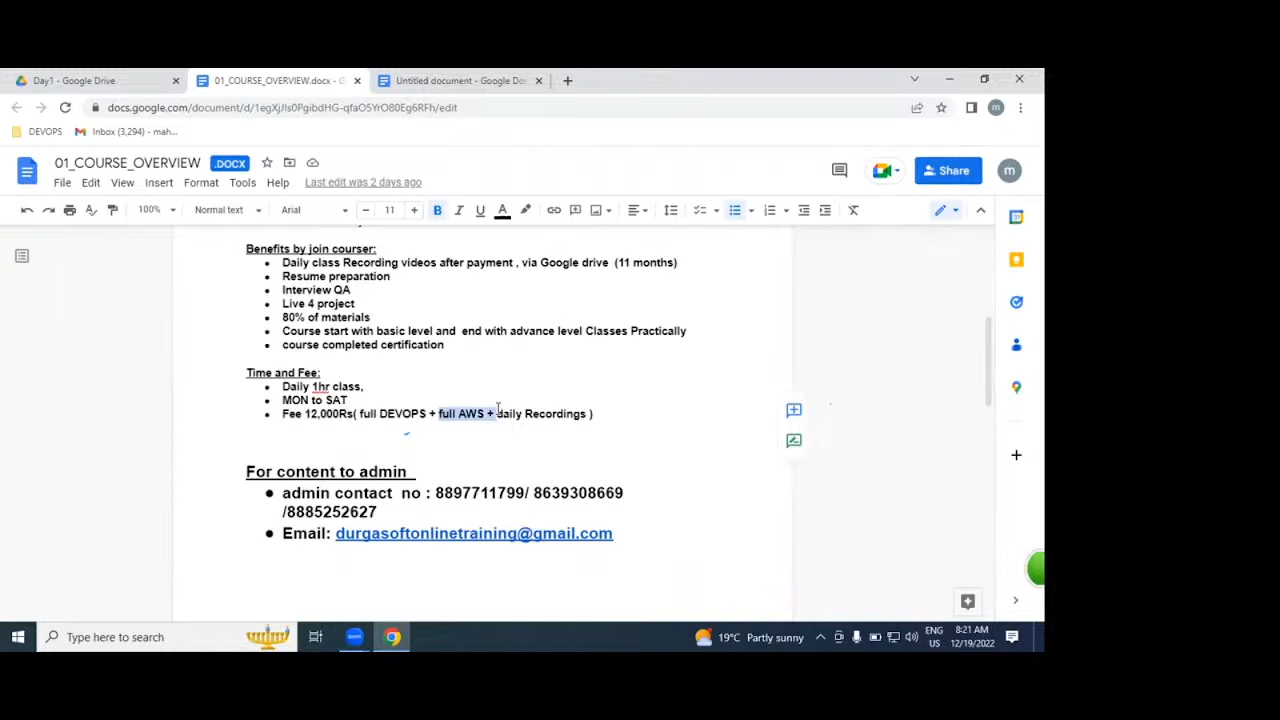 Day1 - Google Drive
01_COURSE_OVERVIEW.docx - G
Untitled document - Google Do
docs.google.com/document/d/1egXjJIs0PgibdHG-qfaO5YrO80Eg6RFh/edit
DEVOPS
Inbox (3,294) - mah...
01_COURSE_OVERVIEW
.DOCX
Share
m
File Edit View Insert Format Tools Help Last edit was 2 days ago
100% Normal text Arial - 11 + B I U A
Benefits by join courser:
• Daily class Recording videos after payment , via Google drive (11 months)
• Resume preparation
• Interview QA
• Live 4 project
• 80% of materials
• Course start with basic level and end with advance level Classes Practically
• course completed certification
Time and Fee:
• Daily 1hr class,
• MON to SAT
• Fee 12,000Rs( full DEVOPS + full AWS + daily Recordings )
For content to admin
• admin contact no : 8897711799/ 8639308669
/8885252627
• Email: durgasoftonlinetraining@gmail.com
Type here to search
zoom
19°C Partly sunny
ENG
US
8:21 AM
12/19/2022